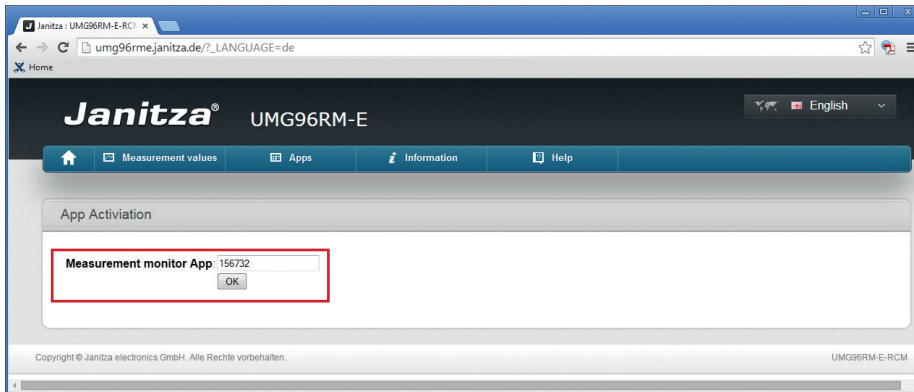 Janitza : UMG96RM-E-RCM
umg96rme.janitza.de/?_LANGUAGE=de
Home
Janitza® UMG96RM-E
English
Measurement values
Apps
Information
Help
App Activiation
Measurement monitor App: 156732
OK
Copyright © Janitza electronics GmbH. Alle Rechte vorbehalten.
UMG96RM-E-RCM